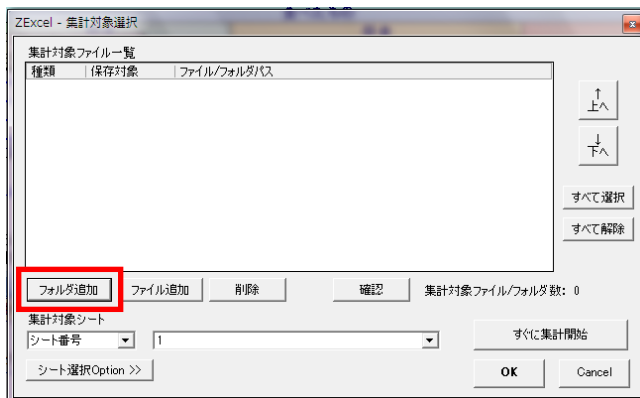 ZExcel - 集計対象選択
集計対象ファイル一覧
種類 保存対象 ファイル/フォルダパス
↑
上へ
↓
下へ
すべて選択
すべて解除
フォルダ追加 ファイル追加 削除 確認 集計対象ファイル/フォルダ数: 0
集計対象シート
シート番号 1
すぐに集計開始
シート選択Option >>
OK Cancel